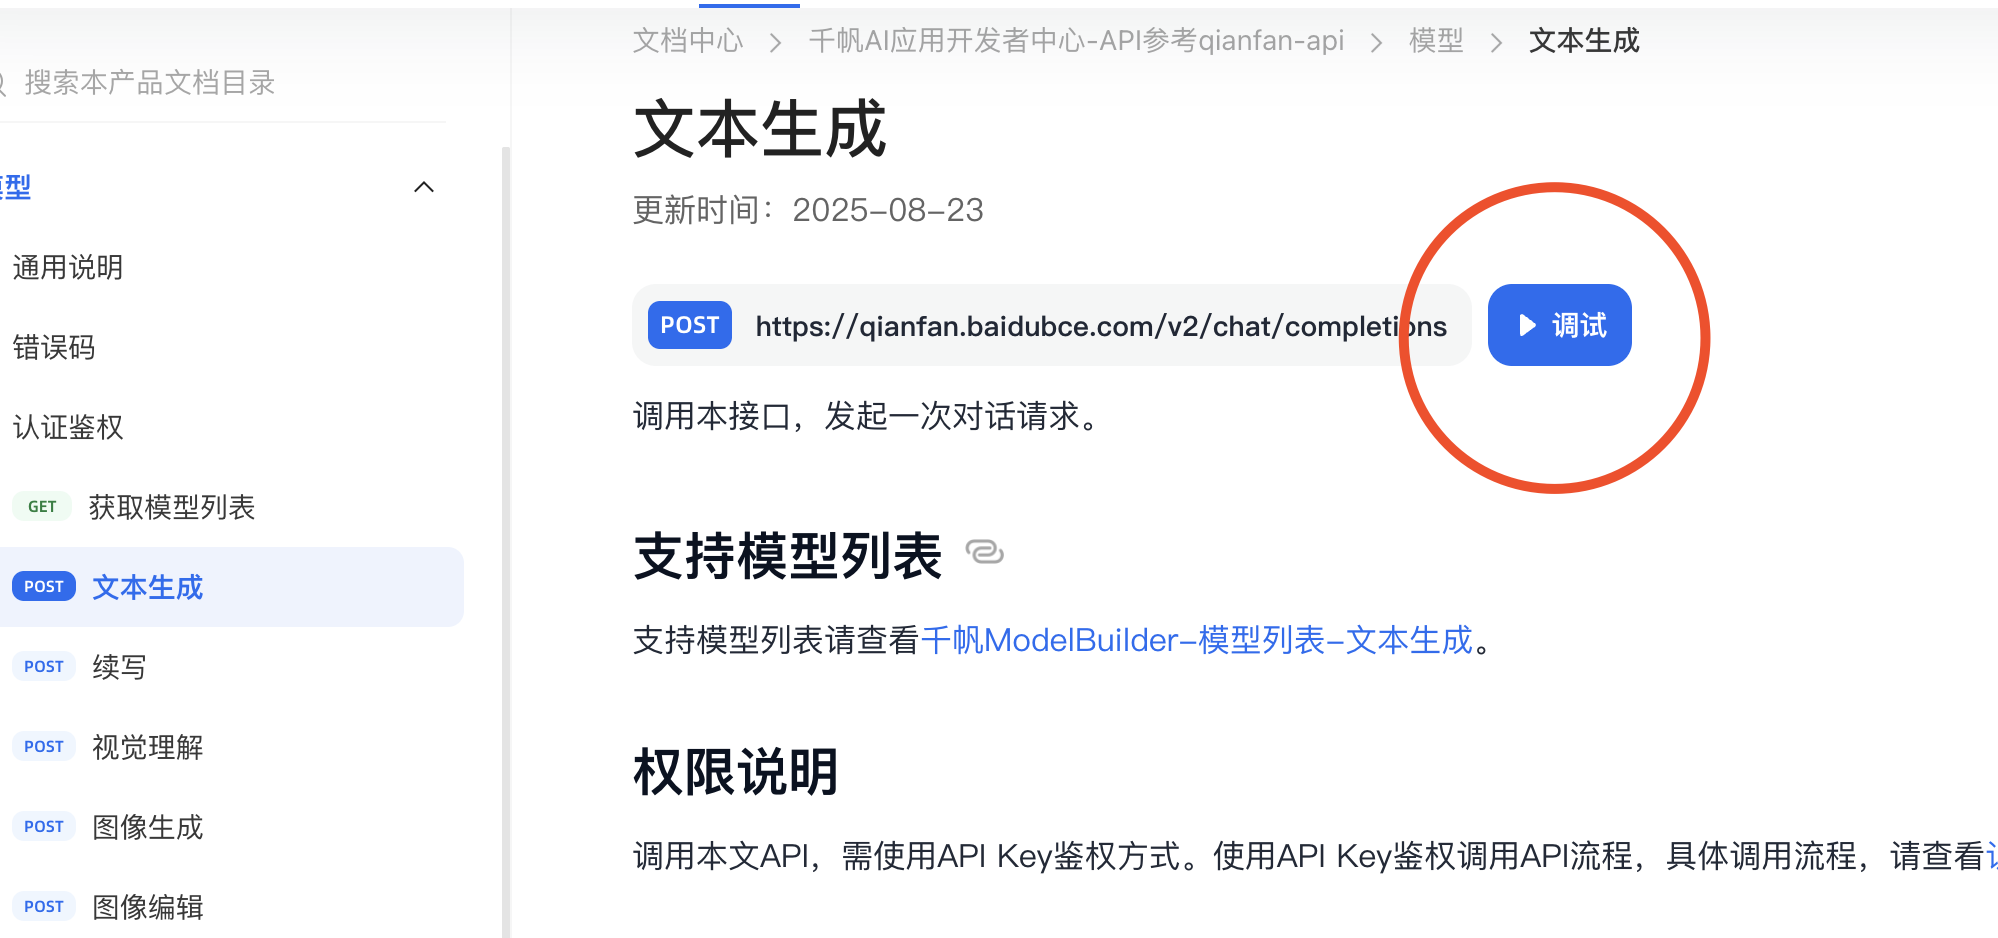 文档中心 > 千帆AI应用开发者中心-API参考qianfan-api > 模型 > 文本生成
搜索本产品文档目录
型
通用说明
错误码
认证鉴权
GET 获取模型列表
POST 文本生成
POST 续写
POST 视觉理解
POST 图像生成
POST 图像编辑
文本生成
更新时间：2025-08-23
POST https://qianfan.baidubce.com/v2/chat/completions 调试
调用本接口，发起一次对话请求。
支持模型列表
支持模型列表请查看千帆ModelBuilder-模型列表-文本生成。
权限说明
调用本文API，需使用API Key鉴权方式。使用API Key鉴权调用API流程，具体调用流程，请查看